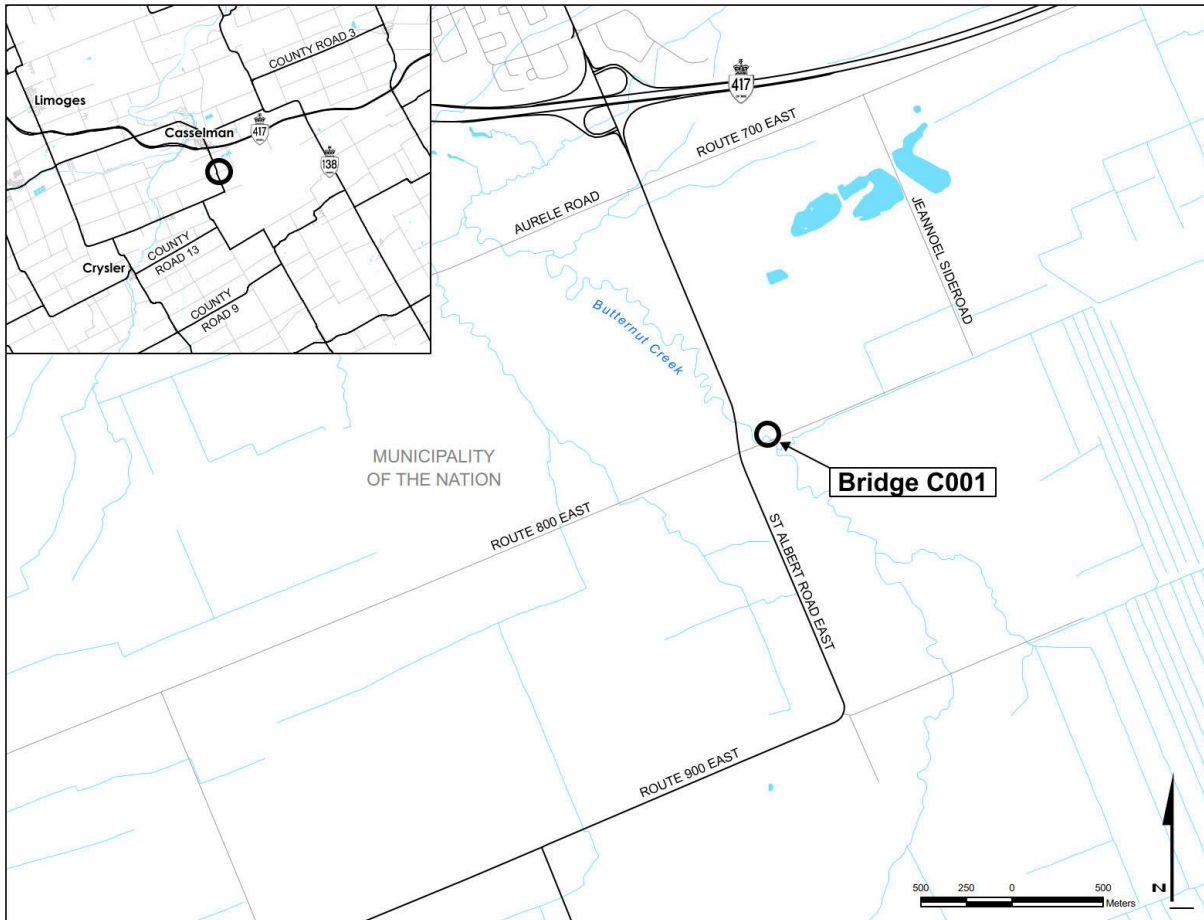 COUNTY ROAD 3
Limoges
Casselman
417
138
COUNTY
ROAD 13
Crysler
COUNTY
ROAD 9
417
ROUTE 700 EAST
AURELE ROAD
JEANNOEL SIDEROAD
Butternut Creek
MUNICIPALITY
OF THE NATION
Bridge C001
ROUTE 800 EAST
ST ALBERT ROAD EAST
ROUTE 900 EAST
500 250 0 500
Meters
N